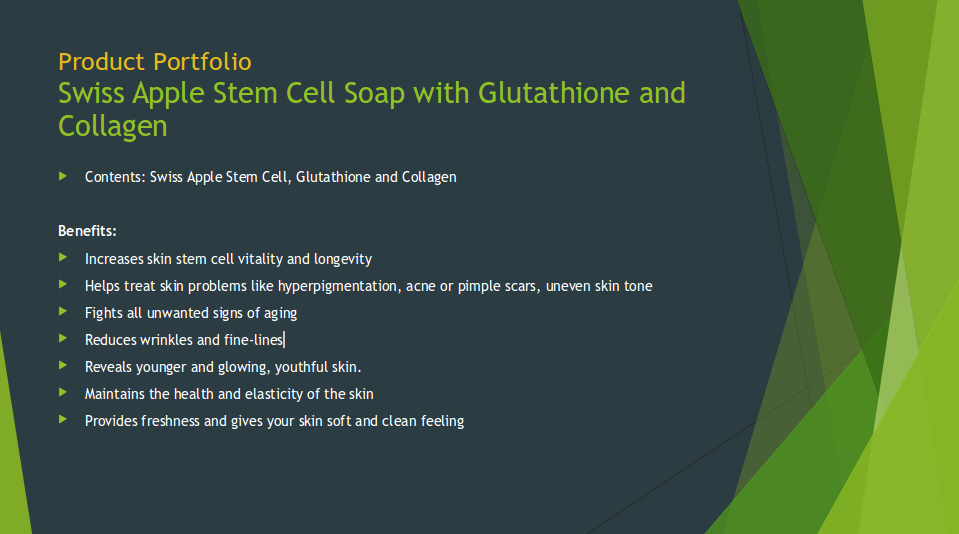 Product Portfolio
Swiss Apple Stem Cell Soap with Glutathione and
Collagen
Contents: Swiss Apple Stem Cell, Glutathione and Collagen
Benefits:
Increases skin stem cell vitality and longevity
Helps treat skin problems like hyperpigmentation, acne or pimple scars, uneven skin tone
Fights all unwanted signs of aging
Reduces wrinkles and fine-lines
Reveals younger and glowing, youthful skin.
Maintains the health and elasticity of the skin
Provides freshness and gives your skin soft and clean feeling